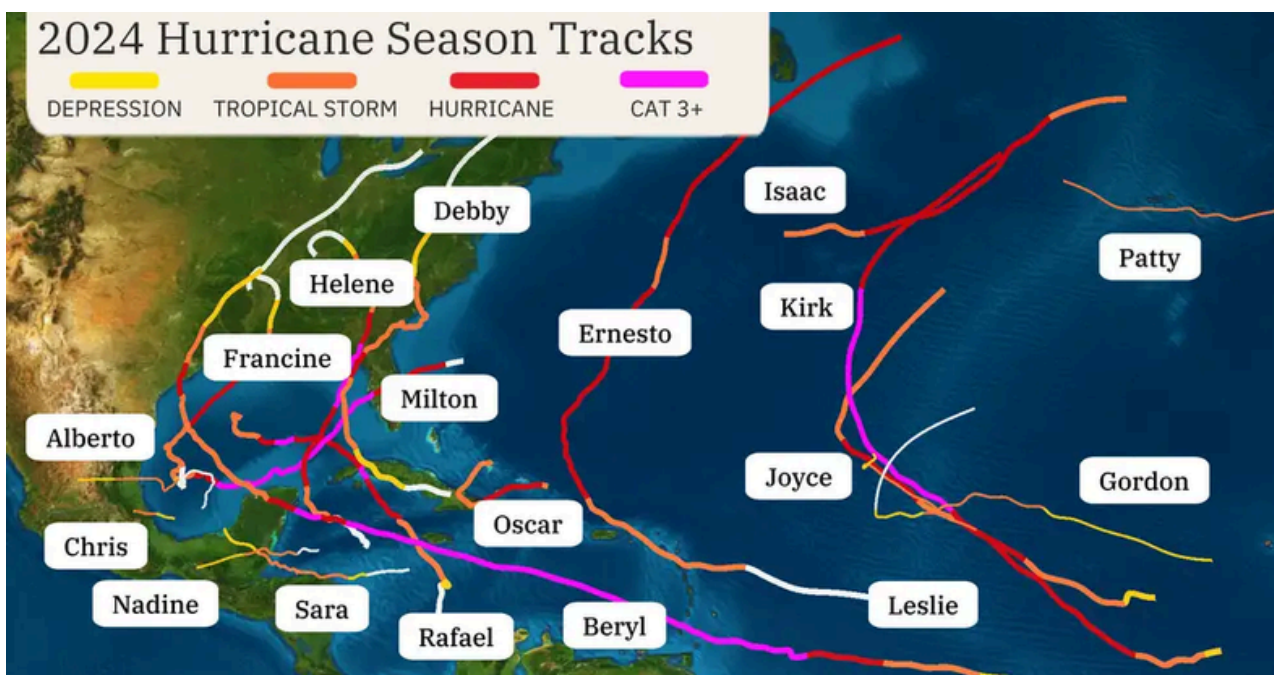 2024 Hurricane Season Tracks
DEPRESSION TROPICAL STORM HURRICANE CAT 3+
Isaac
Debby
Patty
Helene
Kirk
Ernesto
Francine
Milton
Alberto
Joyce
Gordon
Oscar
Chris
Nadine
Sara
Leslie
Rafael
Beryl